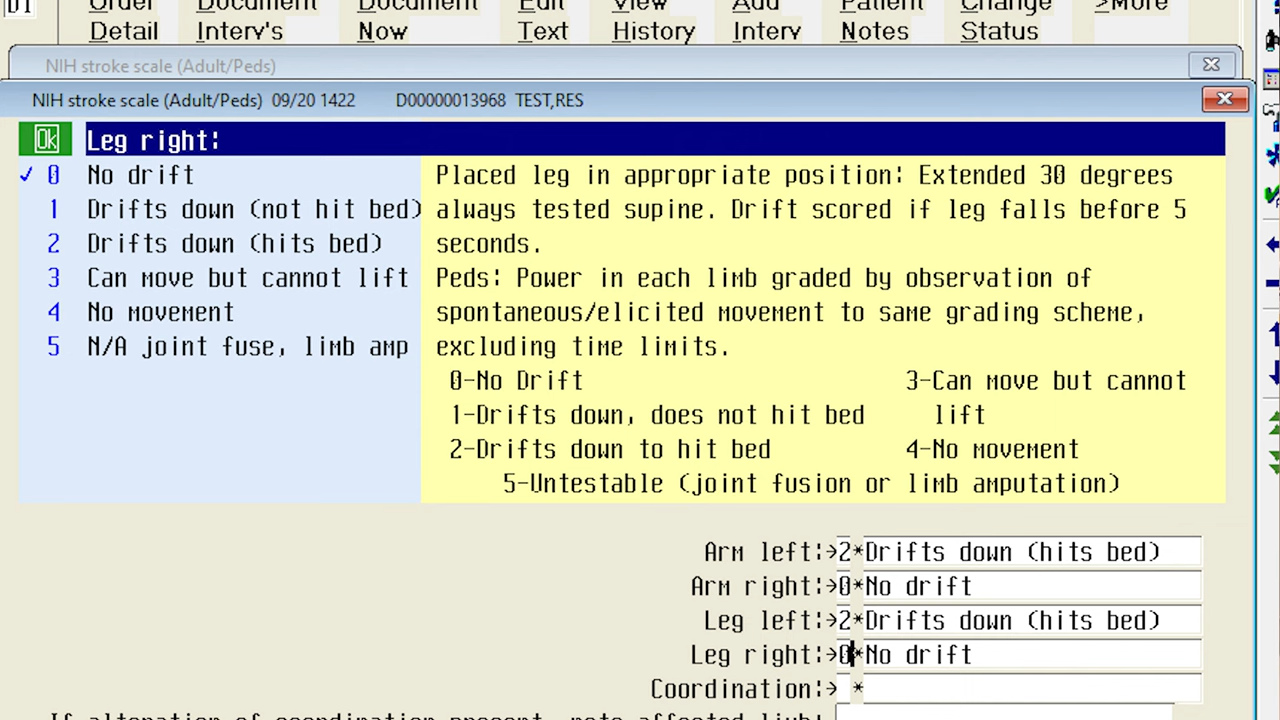 Order Document Document Edit View Add Patient Change >More
Detail Interv's Now Text History Interv Notes Status
NIH stroke scale (Adult/Peds)
NIH stroke scale (Adult/Peds) 09/20 1422 D00000013968 TEST,RES
Ok Leg right:
✓ 0 No drift
1 Drifts down (not hit bed)
2 Drifts down (hits bed)
3 Can move but cannot lift
4 No movement
5 N/A joint fuse, limb amp
Placed leg in appropriate position: Extended 30 degrees
always tested supine. Drift scored if leg falls before 5
seconds.
Peds: Power in each limb graded by observation of
spontaneous/elicited movement to same grading scheme,
excluding time limits.
0-No Drift 3-Can move but cannot
1-Drifts down, does not hit bed lift
2-Drifts down to hit bed 4-No movement
5-Untestable (joint fusion or limb amputation)
Arm left:>2*Drifts down (hits bed)
Arm right:>0*No drift
Leg left:>2*Drifts down (hits bed)
Leg right:>0*No drift
Coordination:> *
If alteration of coordination present, note affected limb: